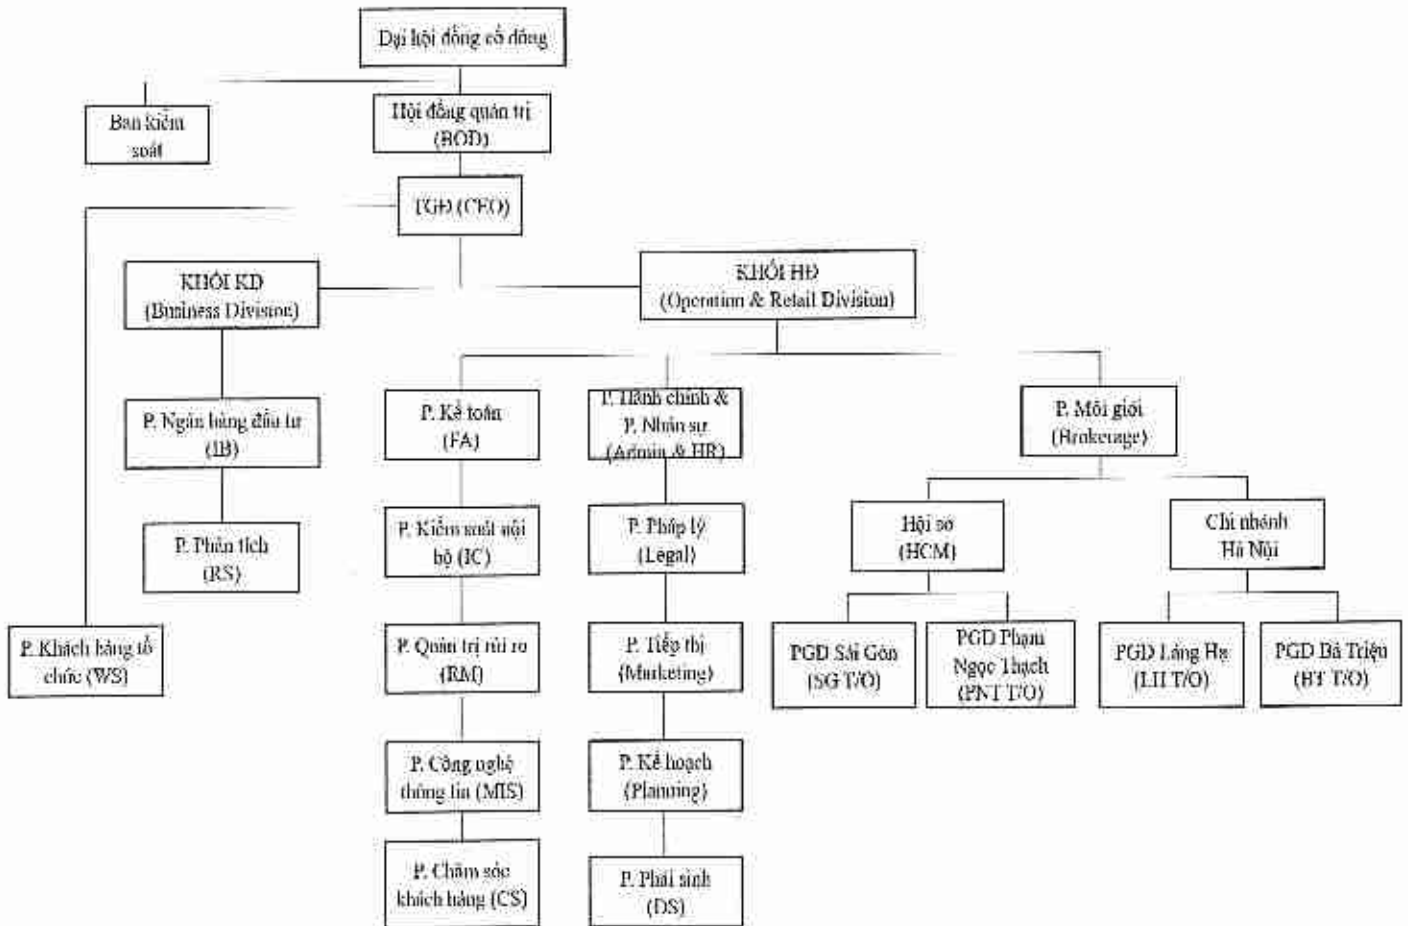 Đại hội đồng cổ đông
Ban kiểm
soát
Hội đồng quản trị
(BOD)
TGĐ (CEO)
KHỐI KD
(Business Division)
KHỐI HĐ
(Operation & Retail Division)
P. Ngân hàng đầu tư
(IB)
P. Phân tích
(RS)
P. Khách hàng tổ
chức (WS)
P. Kế toán
(FA)
P. Kiểm soát nội
bộ (IC)
P. Quản trị rủi ro
(RM)
P. Công nghệ
thông tin (MIS)
P. Chăm sóc
khách hàng (CS)
P. Hành chính &
P. Nhân sự
(Admin & HR)
P. Pháp lý
(Legal)
P. Tiếp thị
(Marketing)
P. Kế hoạch
(Planning)
P. Phái sinh
(DS)
P. Môi giới
(Brokerage)
Hội sở
(HCM)
Chi nhánh
Hà Nội
PGD Sài Gòn
(SG T/O)
PGD Phạm
Ngọc Thạch
(PNT T/O)
PGD Láng Hạ
(LH T/O)
PGD Bà Triệu
(BT T/O)